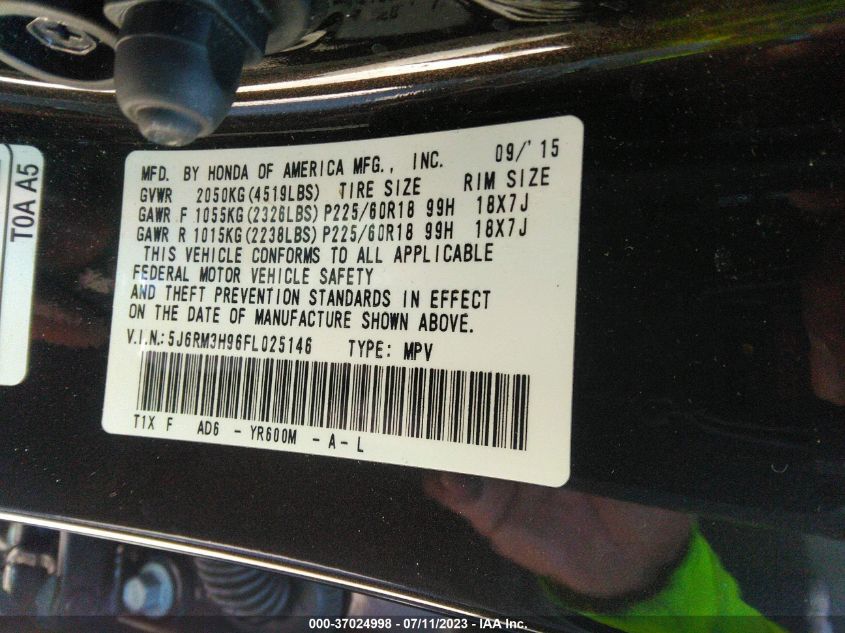 TOA A5
MFD. BY HONDA OF AMERICA MFG., INC. 09/'15
GVWR 2050KG(4519LBS) TIRE SIZE RIM SIZE
GAWR F 1055KG(2326LBS) P225/60R18 99H 18X7J
GAWR R 1015KG(2238LBS) P225/60R18 99H 18X7J
THIS VEHICLE CONFORMS TO ALL APPLICABLE
FEDERAL MOTOR VEHICLE SAFETY
AND THEFT PREVENTION STANDARDS IN EFFECT
ON THE DATE OF MANUFACTURE SHOWN ABOVE.
V.I.N.:5J6RM3H96FL025146 TYPE: MPV
T1X F AD6 - YR600M - A - L
000-37024998 - 07/11/2023 - IAA Inc.